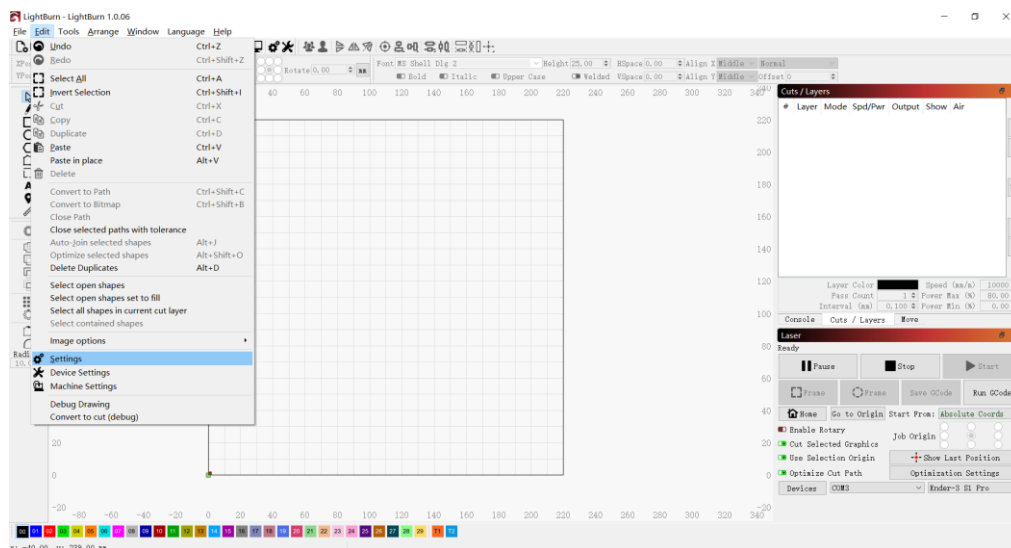 LightBurn - LightBurn 1.0.06
File Edit Tools Arrange Window Language Help
Undo Ctrl+Z
Redo Ctrl+Shift+Z
Select All Ctrl+A
Invert Selection Ctrl+Shift+I
Cut Ctrl+X
Copy Ctrl+C
Duplicate Ctrl+D
Paste Ctrl+V
Paste in place Alt+V
Delete
Convert to Path Ctrl+Shift+C
Convert to Bitmap Ctrl+Shift+B
Close Path
Close selected paths with tolerance
Auto-Join selected shapes Alt+J
Optimize selected shapes Alt+Shift+O
Delete Duplicates Alt+D
Select open shapes
Select open shapes set to fill
Select all shapes in current cut layer
Select contained shapes
Image options
Settings
Device Settings
Machine Settings
Debug Drawing
Convert to cut (debug)
Rotate 0.00 mm
Font MS Shell Dlg 2 Height 25.00 HSpace 0.00 Align X Middle Normal
Bold Italic Upper Case Welded VSpace 0.00 Align Y Middle Offset 0
40 60 80 100 120 140 160 180 200 220 240 260 280 300 320 340
220
200
180
160
140
120
100
80
60
40
20 20
0 0
-20 -20
-80 -60 -40 -20 0 20 40 60 80 100 120 140 160 180 200 220 240 260 280 300 320 340
Cuts / Layers
# Layer Mode Spd/Pwr Output Show Air
Layer Color Speed (mm/m) 10000
Pass Count 1 Power Max (%) 80.00
Interval (mm) 0.100 Power Min (%) 0.00
Console Cuts / Layers Move
Laser
Ready
Pause Stop Start
Frame Frame Save GCode Run GCode
Home Go to Origin Start From: Absolute Coords
Enable Rotary
Job Origin
Cut Selected Graphics
Use Selection Origin Show Last Position
Optimize Cut Path Optimization Settings
Devices COM3 Ender-3 S1 Pro
00 01 02 03 04 05 06 07 08 09 10 11 12 13 14 15 16 17 18 19 20 21 22 23 24 25 26 27 28 29 T1 T2